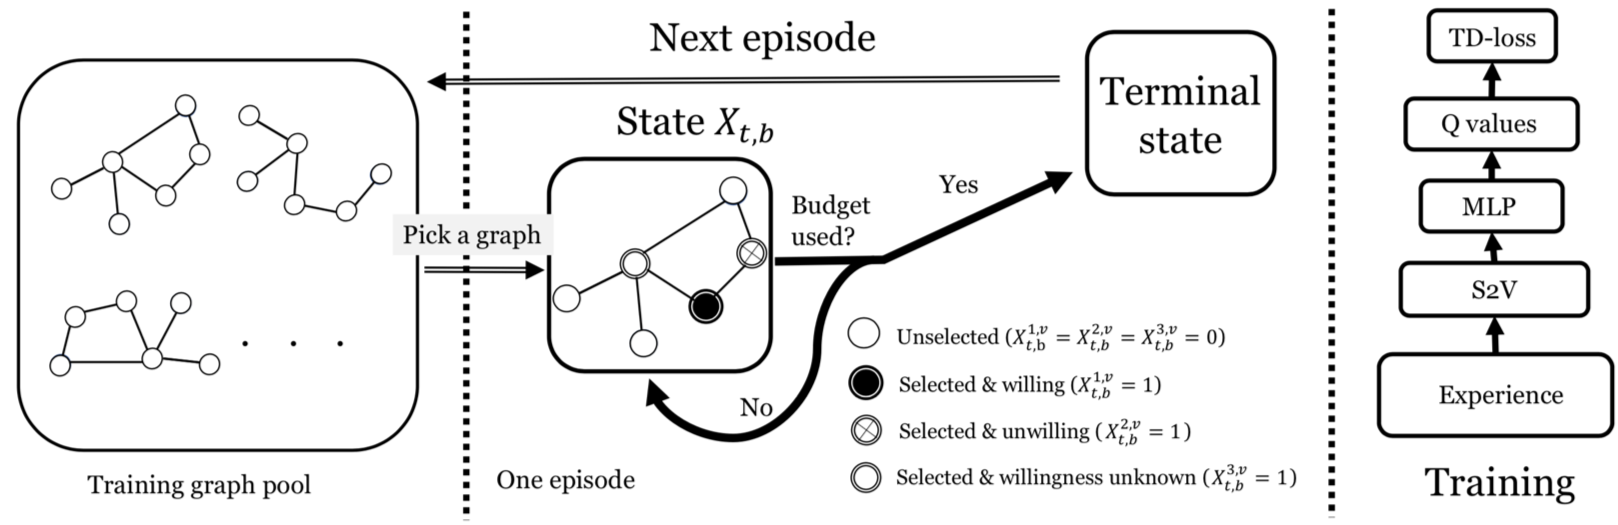 Next episode
State $X_{t,b}$
Pick a graph
Training graph pool
. . .
One episode
Budget
used?
Yes
No
Terminal
state
Unselected ($X_{t,b}^{1,v} = X_{t,b}^{2,v} = X_{t,b}^{3,v} = 0$)
Selected & willing ($X_{t,b}^{1,v} = 1$)
Selected & unwilling ($X_{t,b}^{2,v} = 1$)
Selected & willingness unknown ($X_{t,b}^{3,v} = 1$)
TD-loss
Q values
MLP
S2V
Experience
Training